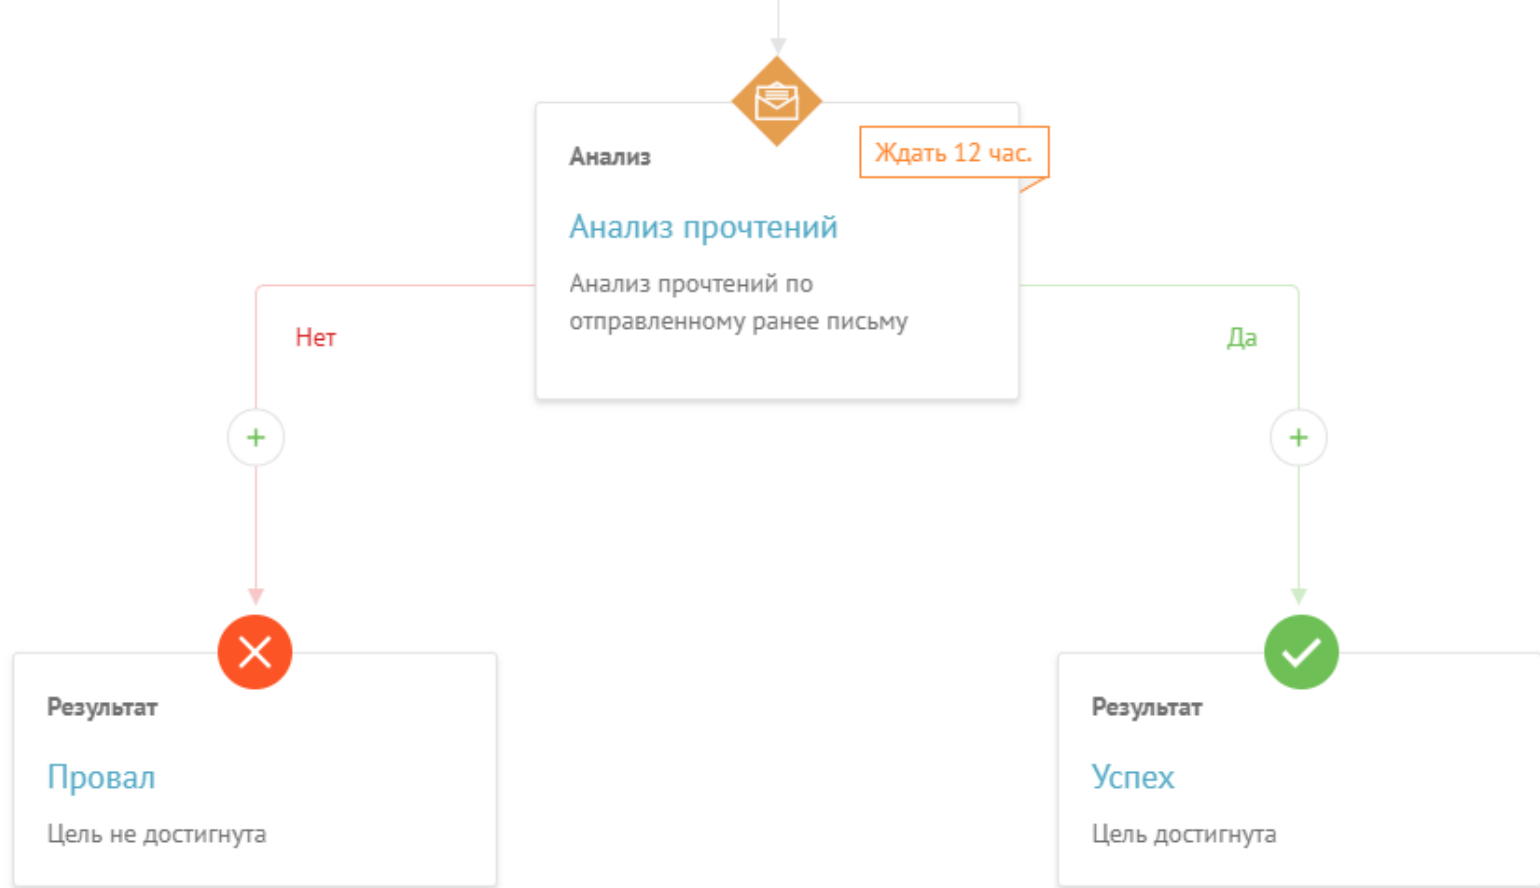 Анализ
Ждать 12 час.
Анализ прочтений
Анализ прочтений по
отправленному ранее письму
Нет
Да
Результат
Провал
Цель не достигнута
Результат
Успех
Цель достигнута